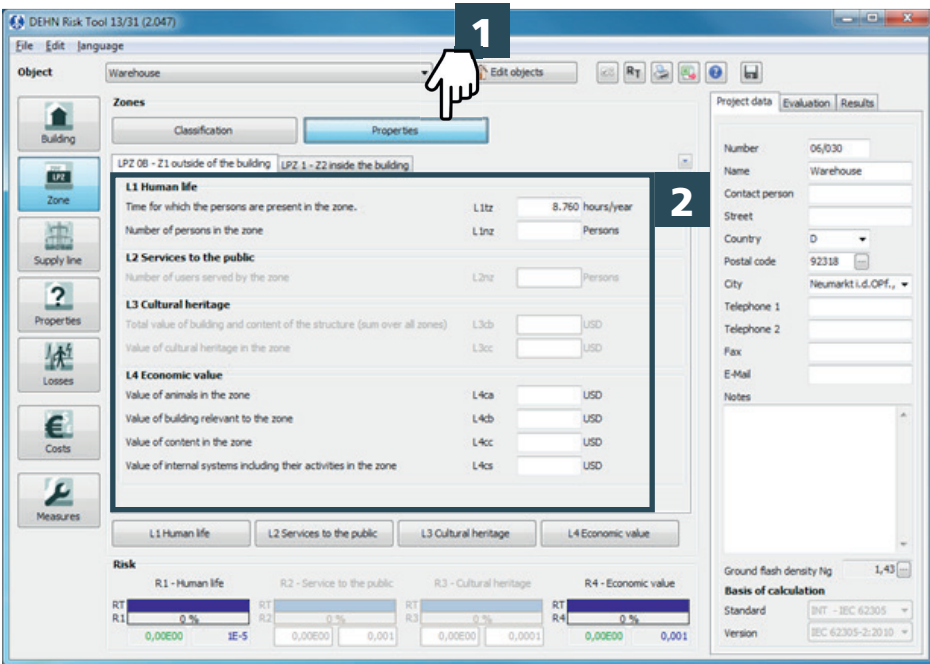 DEHN Risk Tool 13/31 (2.047)
1
File Edit language
Object Warehouse Edit objects RT
Zones
Classification Properties
LPZ 0B - Z1 outside of the building LPZ 1 - Z2 inside the building
2
L1 Human life
Time for which the persons are present in the zone. L1tz 8.760 hours/year
Number of persons in the zone L1nz Persons
L2 Services to the public
Number of users served by the zone L2nz Persons
L3 Cultural heritage
Total value of building and content of the structure (sum over all zones) L3cb USD
Value of cultural heritage in the zone L3cc USD
L4 Economic value
Value of animals in the zone L4ca USD
Value of building relevant to the zone L4cb USD
Value of content in the zone L4cc USD
Value of internal systems including their activities in the zone L4cs USD
L1 Human life L2 Services to the public L3 Cultural heritage L4 Economic value
Risk
R1 - Human life R2 - Service to the public R3 - Cultural heritage R4 - Economic value
RT RT RT RT
R1 0 % R2 0 % R3 0 % R4 0 %
0,00E00 1E-5 0,00E00 0,001 0,00E00 0,0001 0,00E00 0,001
Building
LPZ
Zone
Supply line
?
Properties
Losses
€
Costs
Measures
Project data Evaluation Results
Number 06/030
Name Warehouse
Contact person
Street
Country D
Postal code 92318 ...
City Neumarkt i.d.OPf.,
Telephone 1
Telephone 2
Fax
E-Mail
Notes
Ground flash density Ng 1,43 ...
Basis of calculation
Standard INT - IEC 62305
Version IEC 62305-2:2010